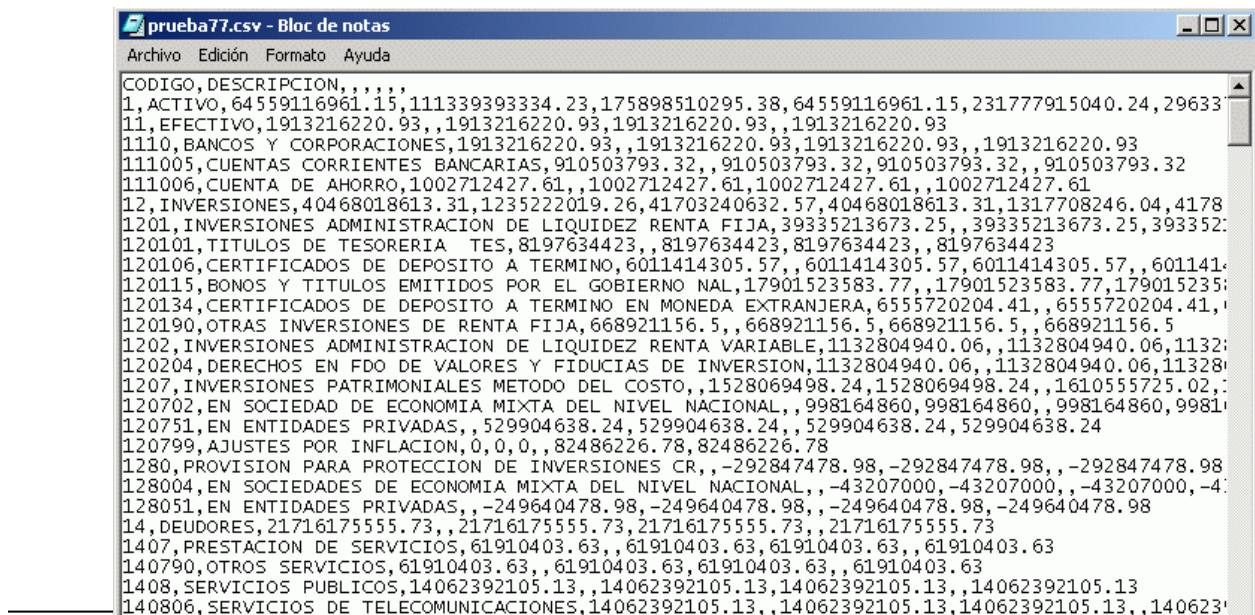 prueba77.csv - Bloc de notas
Archivo Edición Formato Ayuda
CODIGO,DESCRIPCION,,,,,,
1,ACTIVO,64559116961.15,111339393334.23,175898510295.38,64559116961.15,231777915040.24,29633
11,EFECTIVO,1913216220.93,,1913216220.93,1913216220.93,,1913216220.93
1110,BANCOS Y CORPORACIONES,1913216220.93,,1913216220.93,1913216220.93,,1913216220.93
111005,CUENTAS CORRIENTES BANCARIAS,910503793.32,,910503793.32,910503793.32,,910503793.32
111006,CUENTA DE AHORRO,1002712427.61,,1002712427.61,1002712427.61,,1002712427.61
12,INVERSIONES,40468018613.31,1235222019.26,41703240632.57,40468018613.31,1317708246.04,4178
1201,INVERSIONES ADMINISTRACION DE LIQUIDEZ RENTA FIJA,39335213673.25,,39335213673.25,393352
120101,TITULOS DE TESORERIA  TES,8197634423,,8197634423,8197634423,,8197634423
120106,CERTIFICADOS DE DEPOSITO A TERMINO,6011414305.57,,6011414305.57,6011414305.57,,601141
120115,BONOS Y TITULOS EMITIDOS POR EL GOBIERNO NAL,17901523583.77,,17901523583.77,179015235
120134,CERTIFICADOS DE DEPOSITO A TERMINO EN MONEDA EXTRANJERA,6555720204.41,,6555720204.41,
120190,OTRAS INVERSIONES DE RENTA FIJA,668921156.5,,668921156.5,668921156.5,,668921156.5
1202,INVERSIONES ADMINISTRACION DE LIQUIDEZ RENTA VARIABLE,1132804940.06,,1132804940.06,1132
120204,DERECHOS EN FDO DE VALORES Y FIDUCIAS DE INVERSION,1132804940.06,,1132804940.06,11328
1207,INVERSIONES PATRIMONIALES METODO DEL COSTO,,1528069498.24,1528069498.24,,1610555725.02,
120702,EN SOCIEDAD DE ECONOMIA MIXTA DEL NIVEL NACIONAL,,998164860,998164860,,998164860,9981
120751,EN ENTIDADES PRIVADAS,,529904638.24,529904638.24,,529904638.24,529904638.24
120799,AJUSTES POR INFLACION,0,0,0,,82486226.78,82486226.78
1280,PROVISION PARA PROTECCION DE INVERSIONES CR,,-292847478.98,-292847478.98,,-292847478.98
128004,EN SOCIEDADES DE ECONOMIA MIXTA DEL NIVEL NACIONAL,,-43207000,-43207000,,-43207000,-4
128051,EN ENTIDADES PRIVADAS,,-249640478.98,-249640478.98,,-249640478.98,-249640478.98
14,DEUDORES,21716175555.73,,21716175555.73,21716175555.73,,21716175555.73
1407,PRESTACION DE SERVICIOS,61910403.63,,61910403.63,61910403.63,,61910403.63
140790,OTROS SERVICIOS,61910403.63,,61910403.63,61910403.63,,61910403.63
1408,SERVICIOS PUBLICOS,14062392105.13,,14062392105.13,14062392105.13,,14062392105.13
140806,SERVICIOS DE TELECOMUNICACIONES,14062392105.13,,14062392105.13,14062392105.13,,140623